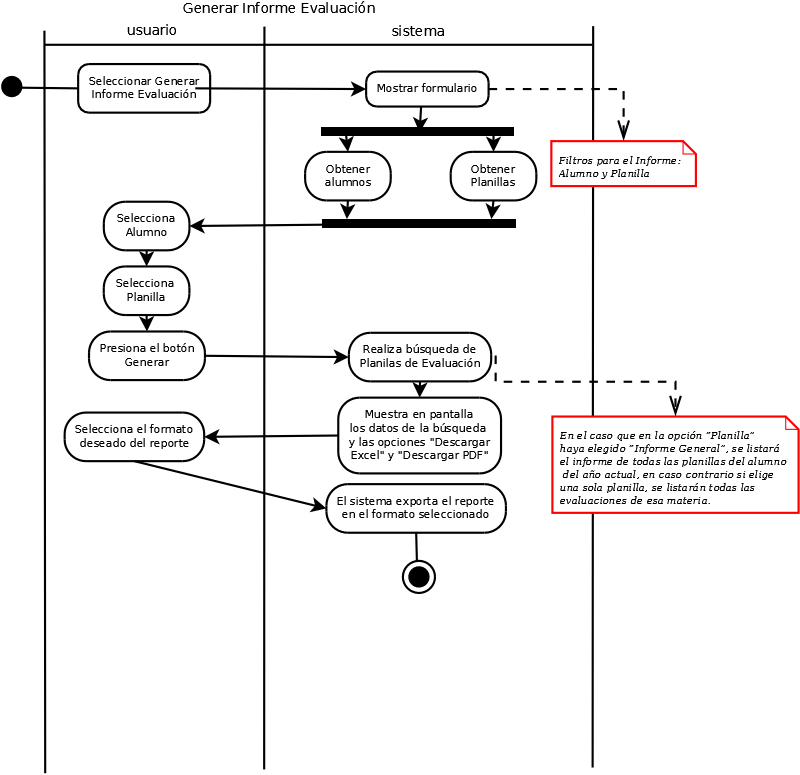 Generar Informe Evaluación
usuario
sistema
Seleccionar Generar
Informe Evaluación
Mostrar formulario
Filtros para el Informe:
Alumno y Planilla
Obtener
alumnos
Obtener
Planillas
Selecciona
Alumno
Selecciona
Planilla
Presiona el botón
Generar
Realiza búsqueda de
Planilas de Evaluación
Muestra en pantalla
los datos de la búsqueda
y las opciones "Descargar
Excel" y "Descargar PDF"
Selecciona el formato
deseado del reporte
En el caso que en la opción "Planilla"
haya elegido "Informe General", se listará
el informe de todas las planillas del alumno
del año actual, en caso contrario si elige
una sola planilla, se listarán todas las
evaluaciones de esa materia.
El sistema exporta el reporte
en el formato seleccionado